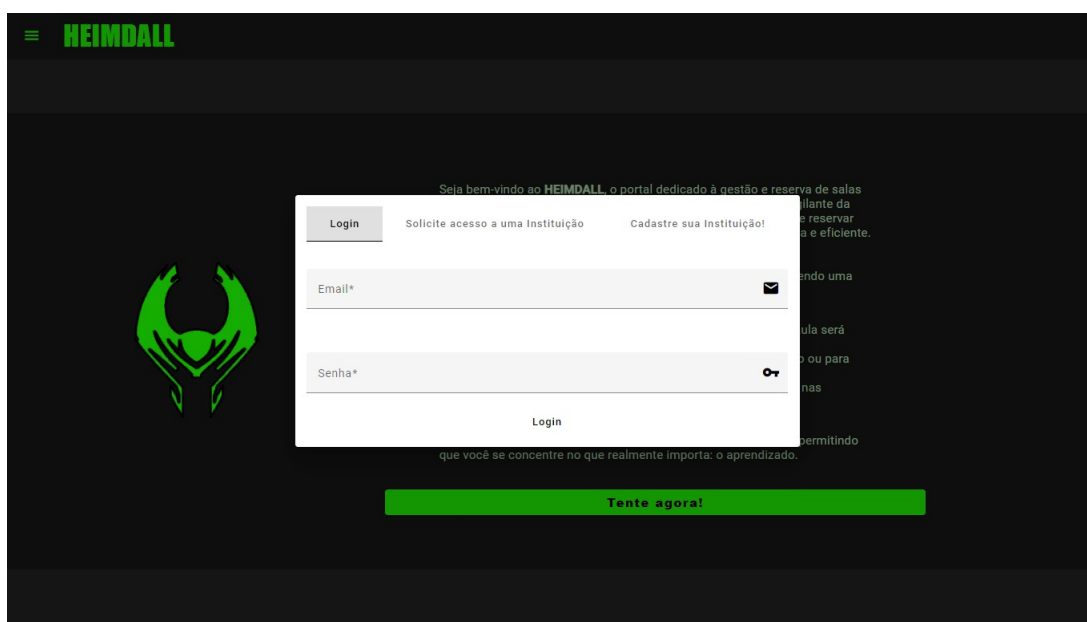 HEIMDALL
Seja bem-vindo ao HEIMDALL, o portal dedicado à gestão e reserva de salas
da
e reservar
a e eficiente.
Login
Solicite acesso a uma Instituição
Cadastre sua Instituição!
Email*
endo uma
ula será
Senha*
o ou para
nas
Login
permitindo
que você se concentre no que realmente importa: o aprendizado.
Tente agora!